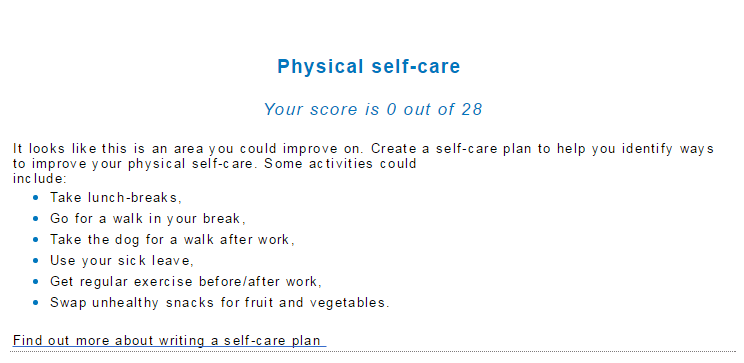 Physical self-care
Your score is 0 out of 28
It looks like this is an area you could improve on. Create a self-care plan to help you identify ways
to improve your physical self-care. Some activities could
include:
• Take lunch-breaks,
• Go for a walk in your break,
• Take the dog for a walk after work,
• Use your sick leave,
• Get regular exercise before/after work,
• Swap unhealthy snacks for fruit and vegetables.
Find out more about writing a self-care plan